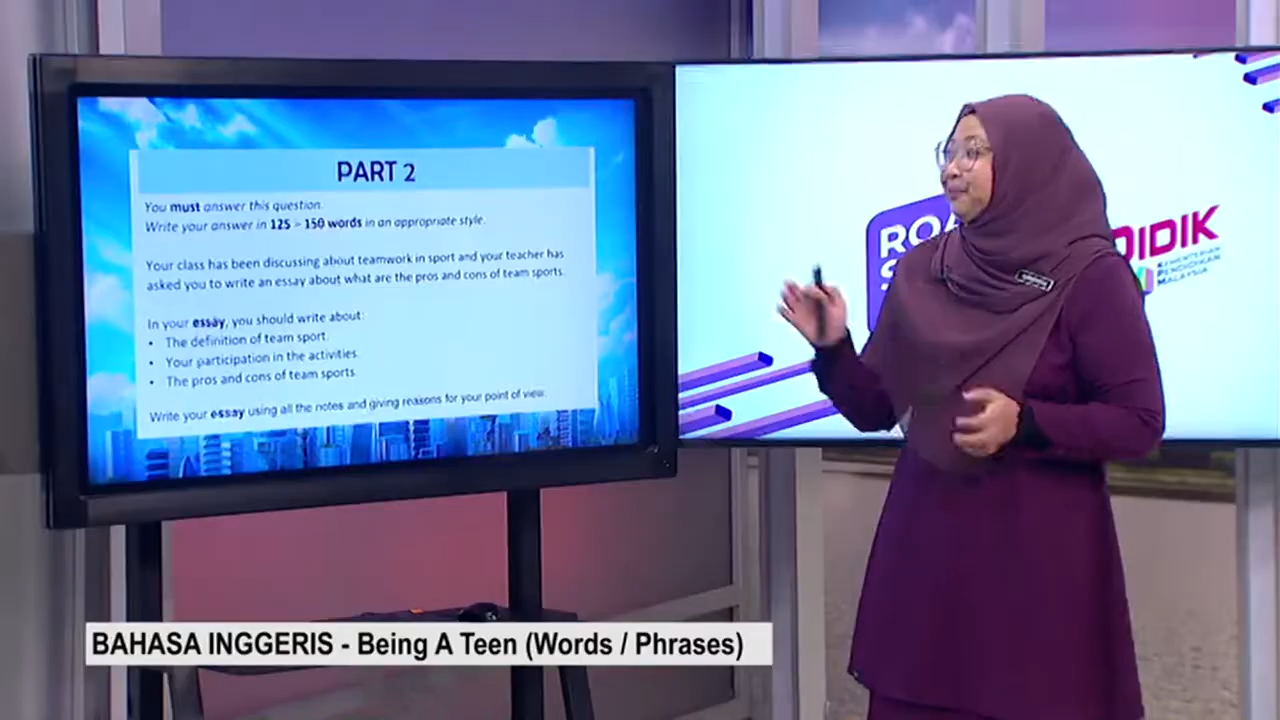 PART 2
You must answer this question.
Write your answer in 125 – 150 words in an appropriate style.
Your class has been discussing about teamwork in sport and your teacher has
asked you to write an essay about what are the pros and cons of team sports.
In your essay, you should write about:
• The definition of team sport.
• Your participation in the activities.
• The pros and cons of team sports.
Write your essay using all the notes and giving reasons for your point of view.
DIDIK
KEMENTERIAN
PENDIDIKAN
MALAYSIA
BAHASA INGGERIS - Being A Teen (Words / Phrases)